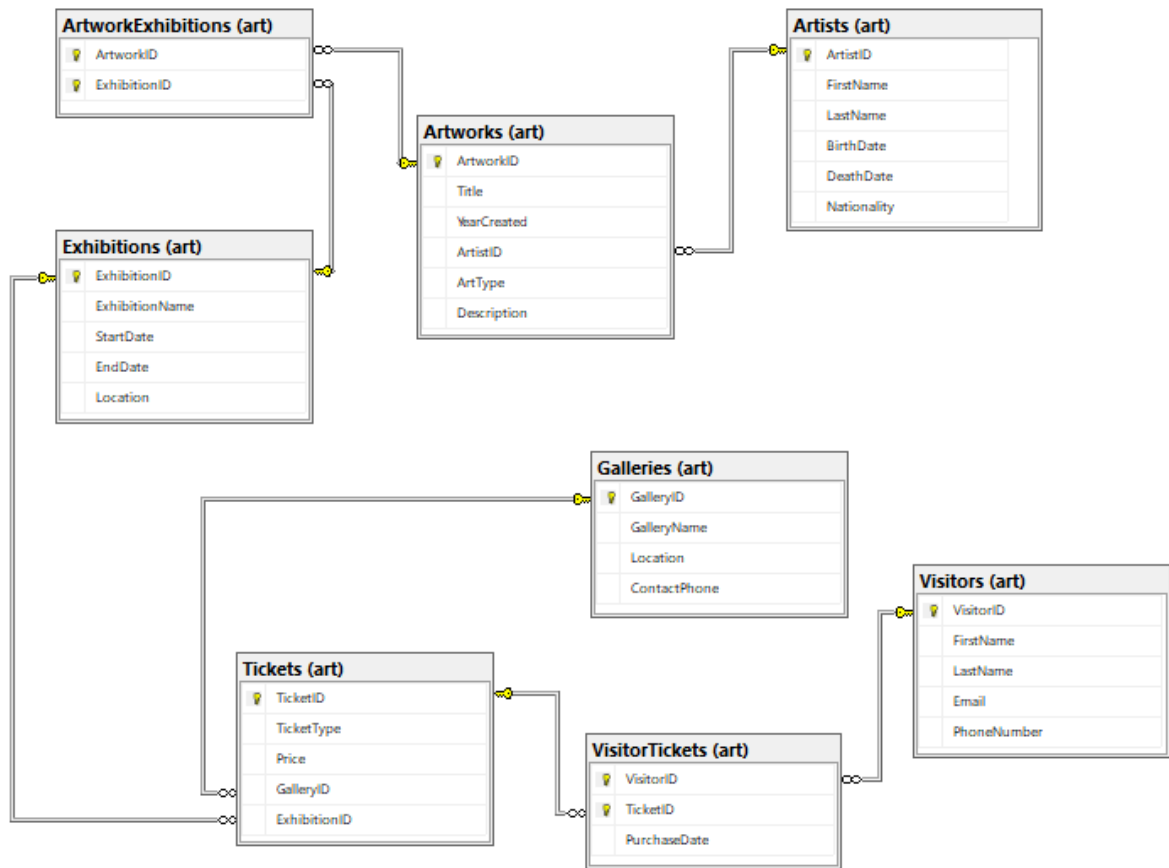 ArtworkExhibitions (art)
ArtworkID
ExhibitionID
Artists (art)
ArtistID
FirstName
LastName
BirthDate
DeathDate
Nationality
Artworks (art)
ArtworkID
Title
YearCreated
ArtistID
ArtType
Description
Exhibitions (art)
ExhibitionID
ExhibitionName
StartDate
EndDate
Location
Galleries (art)
GalleryID
GalleryName
Location
ContactPhone
Visitors (art)
VisitorID
FirstName
LastName
Email
PhoneNumber
Tickets (art)
TicketID
TicketType
Price
GalleryID
ExhibitionID
VisitorTickets (art)
VisitorID
TicketID
PurchaseDate